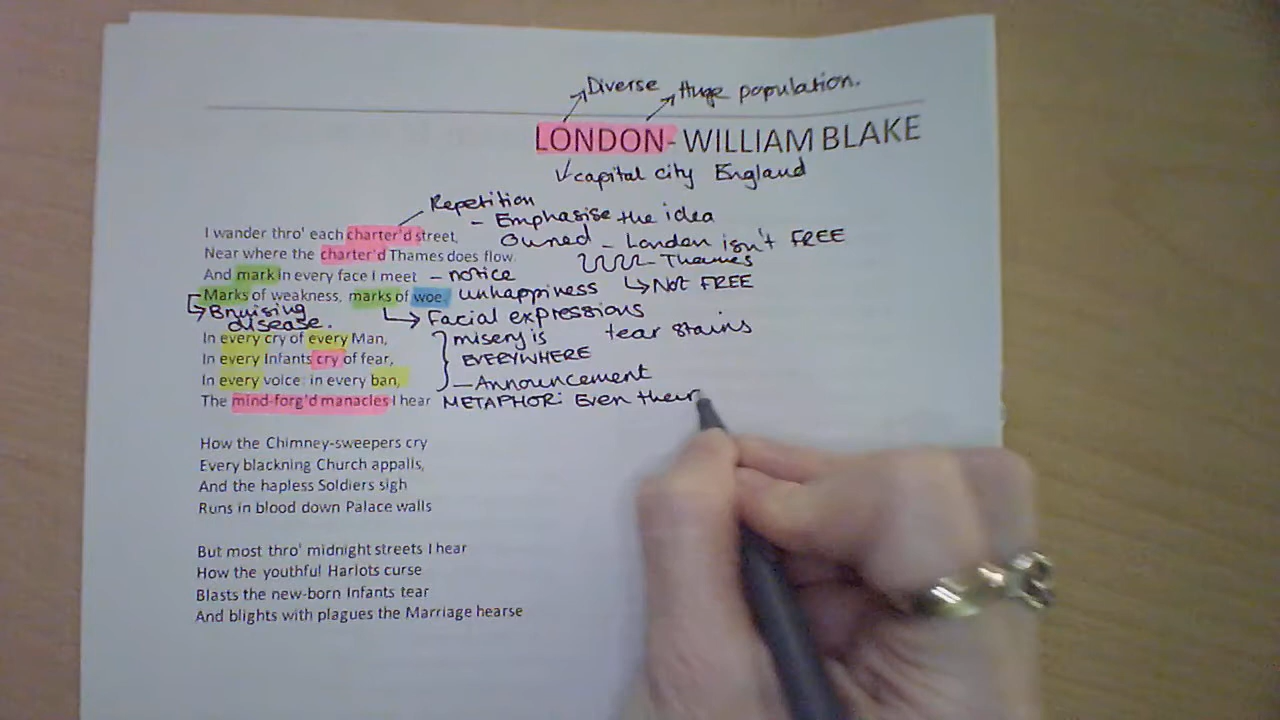 Diverse Huge population.
LONDON- WILLIAM BLAKE
capital city England
Repetition
- Emphasise the idea
I wander thro' each charter'd street,
owned - London isn't FREE
Near where the charter'd Thames does flow.
- Thames
And mark in every face I meet - notice
Not FREE
Marks of weakness, marks of woe. unhappiness
Bruising
disease.
Facial expressions
tear stains
In every cry of every Man,
misery is
In every Infants cry of fear,
EVERYWHERE
In every voice: in every ban,
- Announcement
The mind-forg'd manacles I hear METAPHOR: Even their
How the Chimney-sweepers cry
Every blackning Church appalls,
And the hapless Soldiers sigh
Runs in blood down Palace walls
But most thro' midnight streets I hear
How the youthful Harlots curse
Blasts the new-born Infants tear
And blights with plagues the Marriage hearse